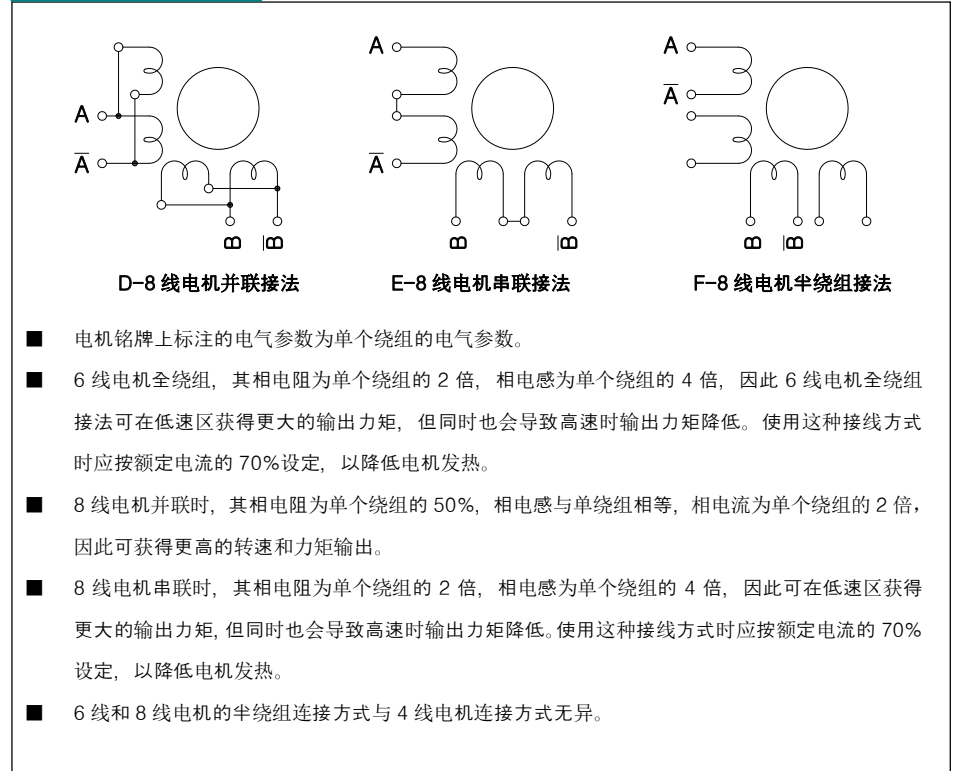 A
A̅
B
B̅
A
A̅
B
B̅
A
A̅
B
B̅
D-8 线电机并联接法
E-8 线电机串联接法
F-8 线电机半绕组接法
■ 电机铭牌上标注的电气参数为单个绕组的电气参数。
■ 6 线电机全绕组，其相电阻为单个绕组的 2 倍，相电感为单个绕组的 4 倍，因此 6 线电机全绕组
接法可在低速区获得更大的输出力矩，但同时也会导致高速时输出力矩降低。使用这种接线方式
时应按额定电流的 70%设定，以降低电机发热。
■ 8 线电机并联时，其相电阻为单个绕组的 50%，相电感与单绕组相等，相电流为单个绕组的 2 倍，
因此可获得更高的转速和力矩输出。
■ 8 线电机串联时，其相电阻为单个绕组的 2 倍，相电感为单个绕组的 4 倍，因此可在低速区获得
更大的输出力矩，但同时也会导致高速时输出力矩降低。使用这种接线方式时应按额定电流的 70%
设定，以降低电机发热。
■ 6 线和 8 线电机的半绕组连接方式与 4 线电机连接方式无异。